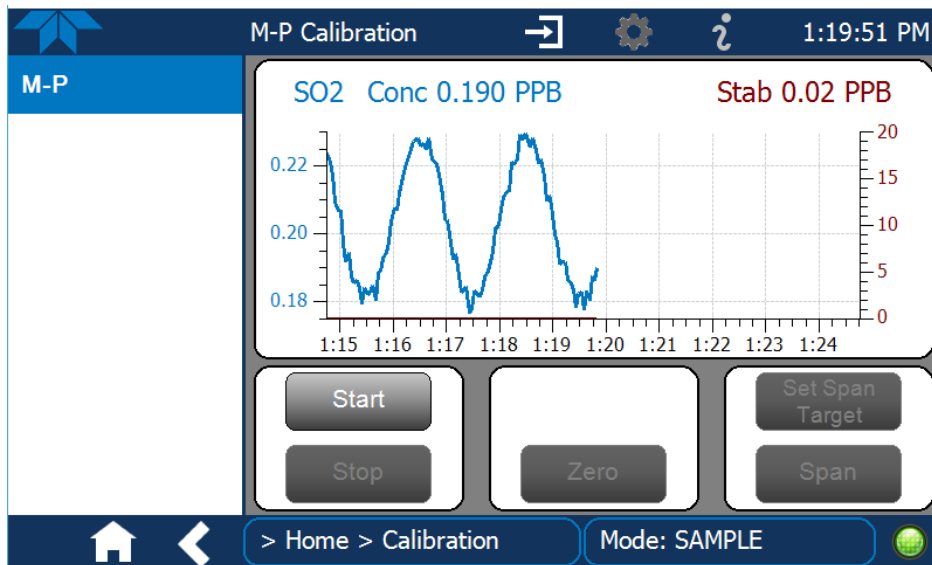 M-P Calibration
1:19:51 PM
M-P
SO2 Conc 0.190 PPB
Stab 0.02 PPB
0.22
0.20
0.18
20
15
10
5
0
1:15 1:16 1:17 1:18 1:19 1:20 1:21 1:22 1:23 1:24
Start
Stop
Zero
Set Span
Target
Span
> Home > Calibration
Mode: SAMPLE